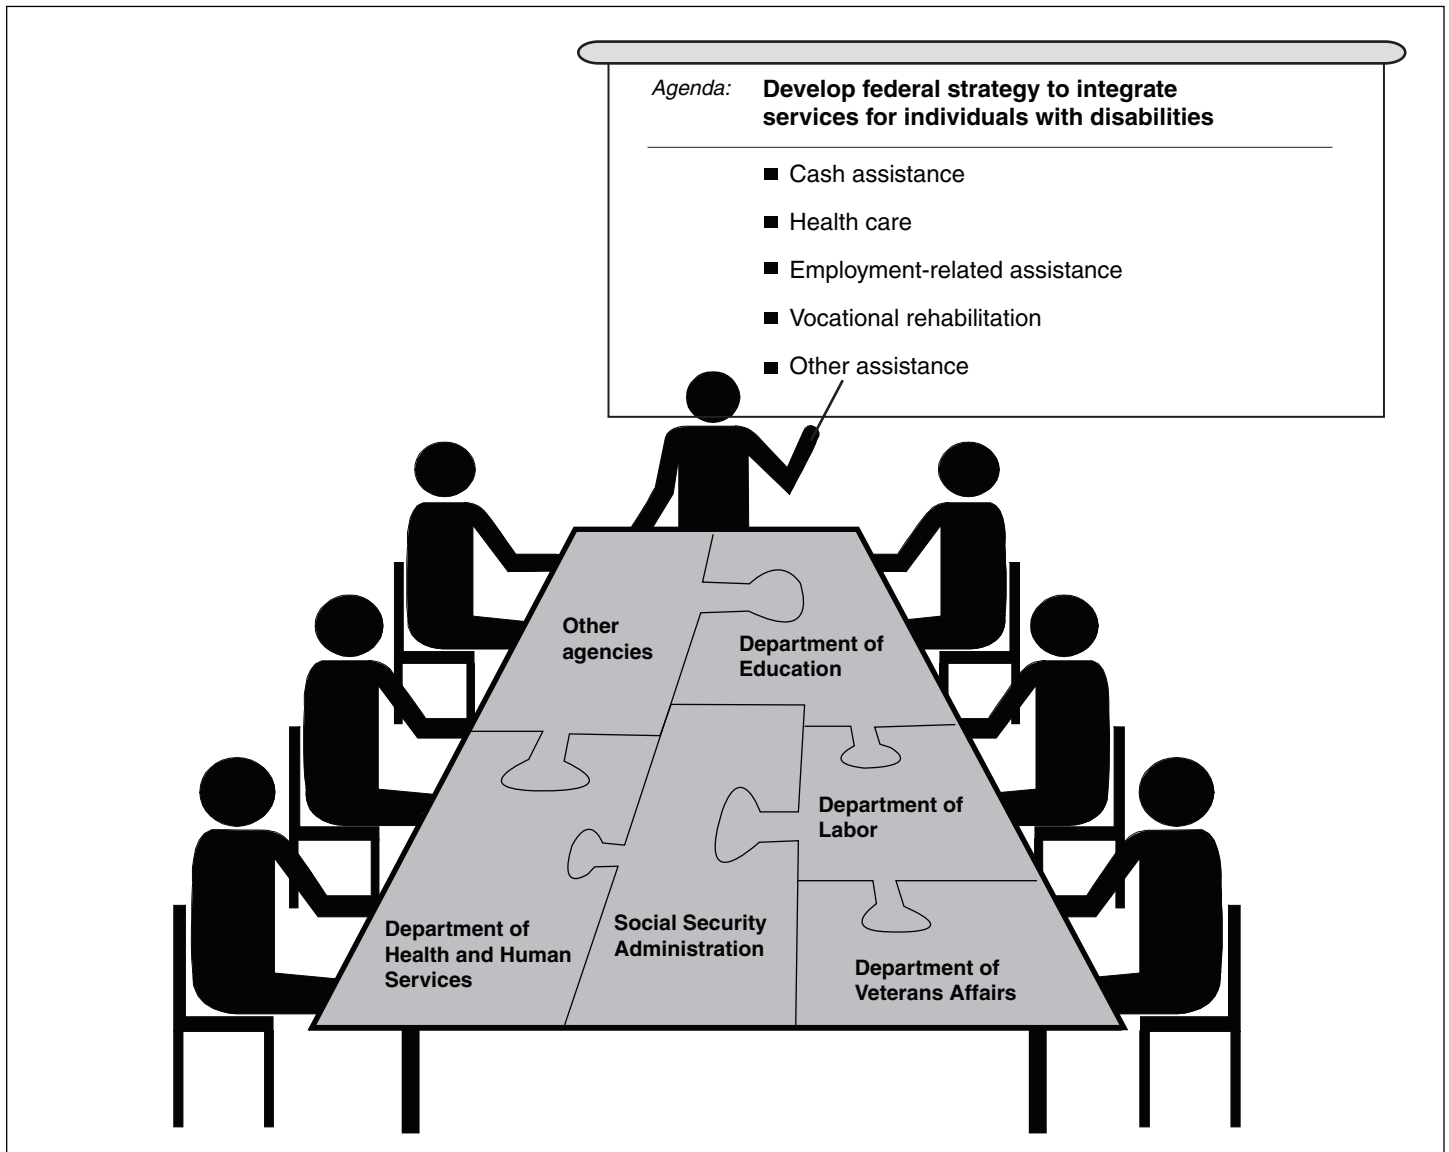 Agenda: Develop federal strategy to integrate
services for individuals with disabilities
Cash assistance
Health care
Employment-related assistance
Vocational rehabilitation
Other assistance
Other
agencies
Department of
Education
Department of
Labor
Department of
Health and Human
Services
Social Security
Administration
Department of
Veterans Affairs